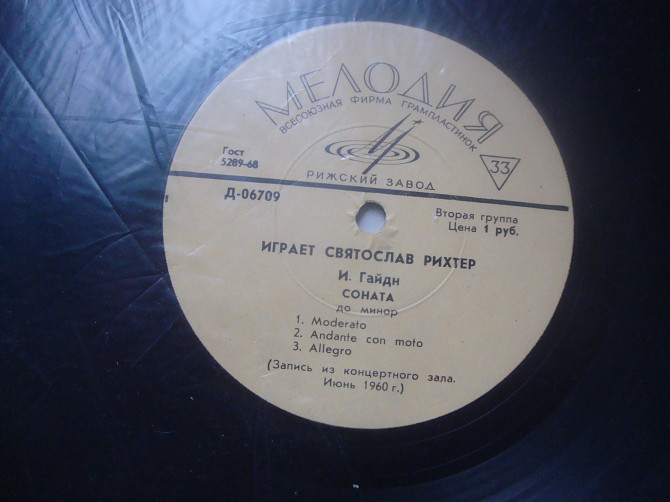 МЕЛОДИЯ
ВСЕСОЮЗНАЯ ФИРМА ГРАМПЛАСТИНОК
Гост
5289-68
33
РИЖСКИЙ ЗАВОД
Д-06709
Вторая группа
Цена 1 руб.
ИГРАЕТ СВЯТОСЛАВ РИХТЕР
И. Гайдн
СОНАТА
до минор
1. Moderato
2. Andante con moto
3. Allegro
(Запись из концертного зала.
Июнь 1960 г.)